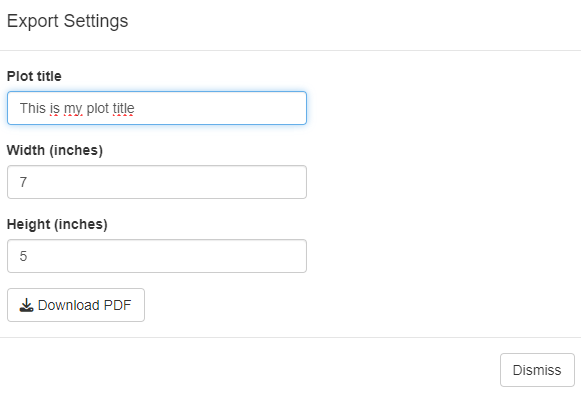 Export Settings
Plot title
This is my plot title
Width (inches)
7
Height (inches)
5
Download PDF
Dismiss